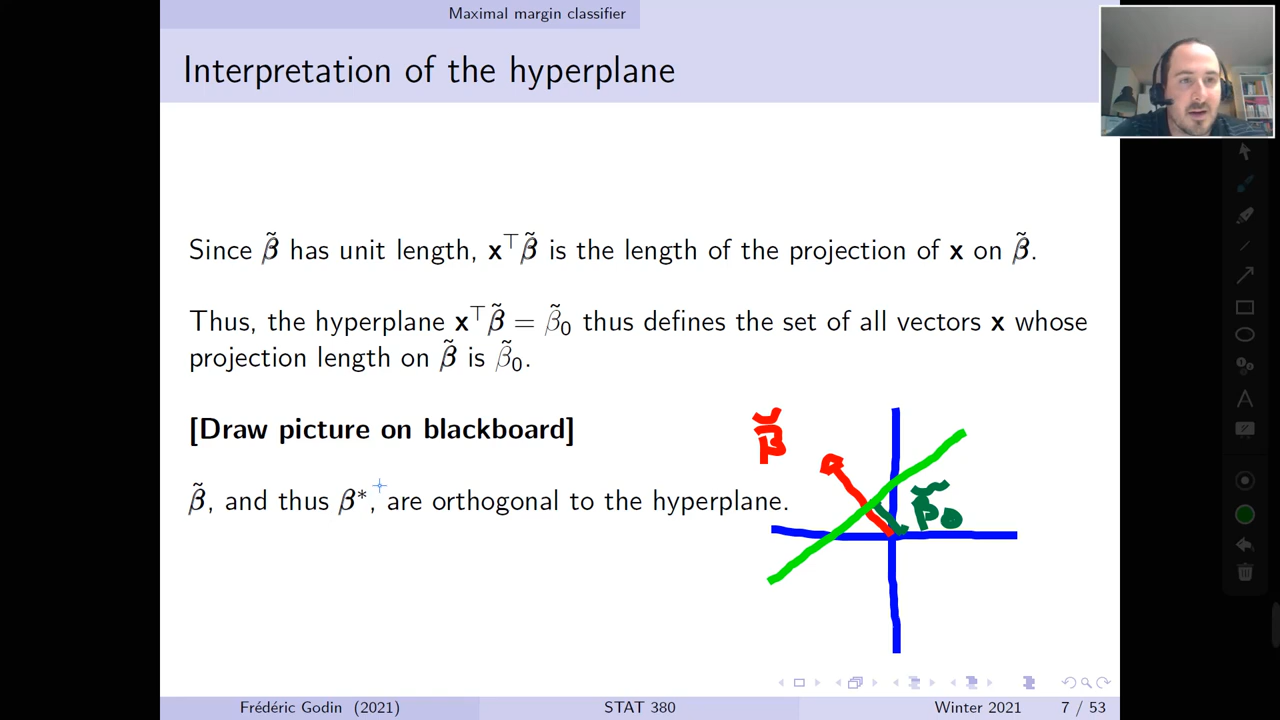 Maximal margin classifier
Interpretation of the hyperplane
Since β̃ has unit length, x⊤β̃ is the length of the projection of x on β̃.
Thus, the hyperplane x⊤β̃ = β̃₀ thus defines the set of all vectors x whose
projection length on β̃ is β̃₀.
[Draw picture on blackboard]
β̃, and thus β*, are orthogonal to the hyperplane.
β̃
β̃₀
Frédéric Godin (2021) STAT 380 Winter 2021 7 / 53